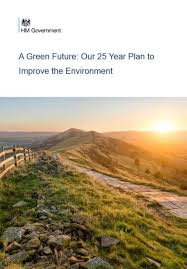 HM Government
A Green Future: Our 25 Year Plan to
Improve the Environment